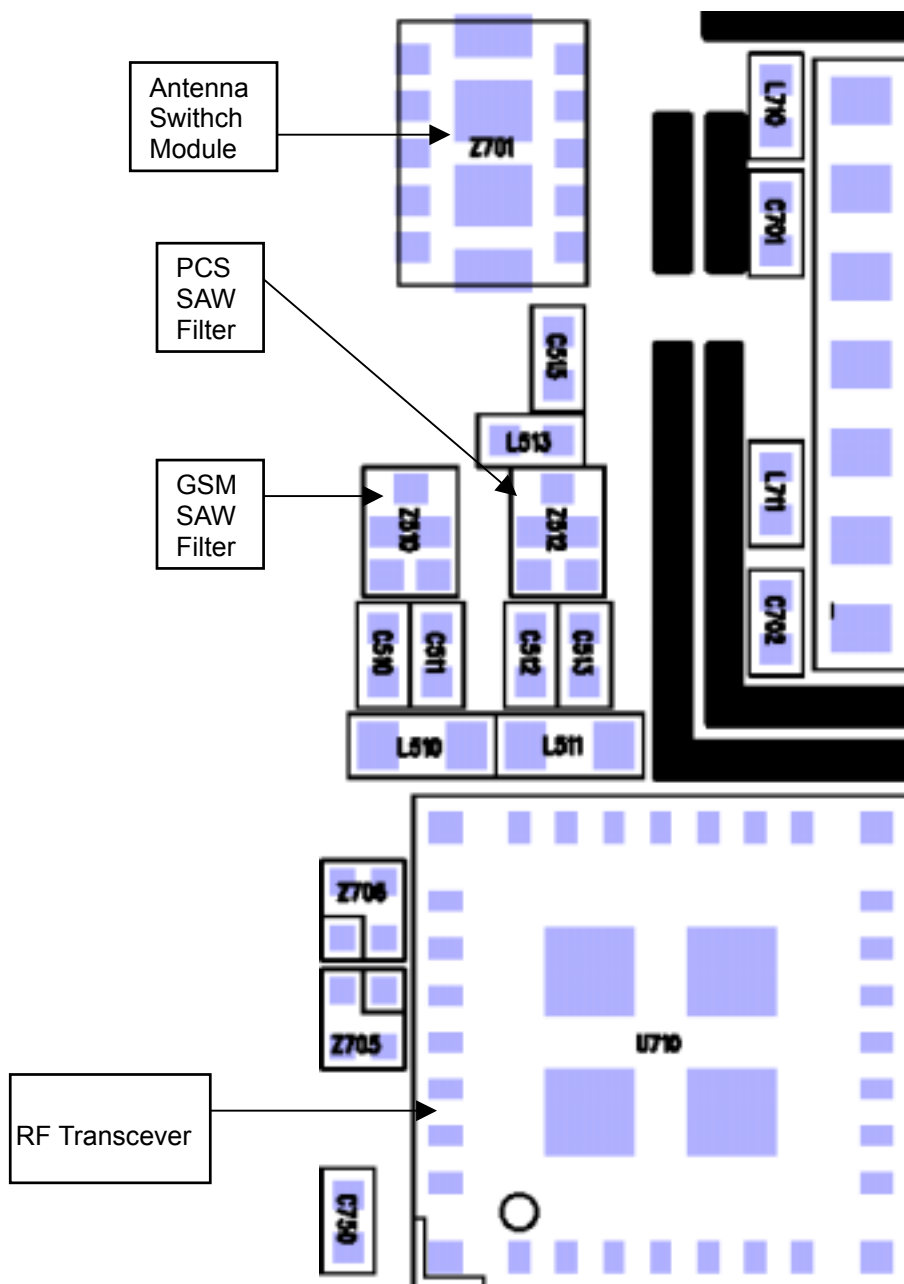 Antenna
Swithch
Module
Z701
L710
C701
PCS
SAW
Filter
C515
L513
GSM
SAW
Filter
Z510
Z512
L711
C510
C511
C512
C513
C702
L510
L511
Z706
Z705
U710
RF Transcever
C750